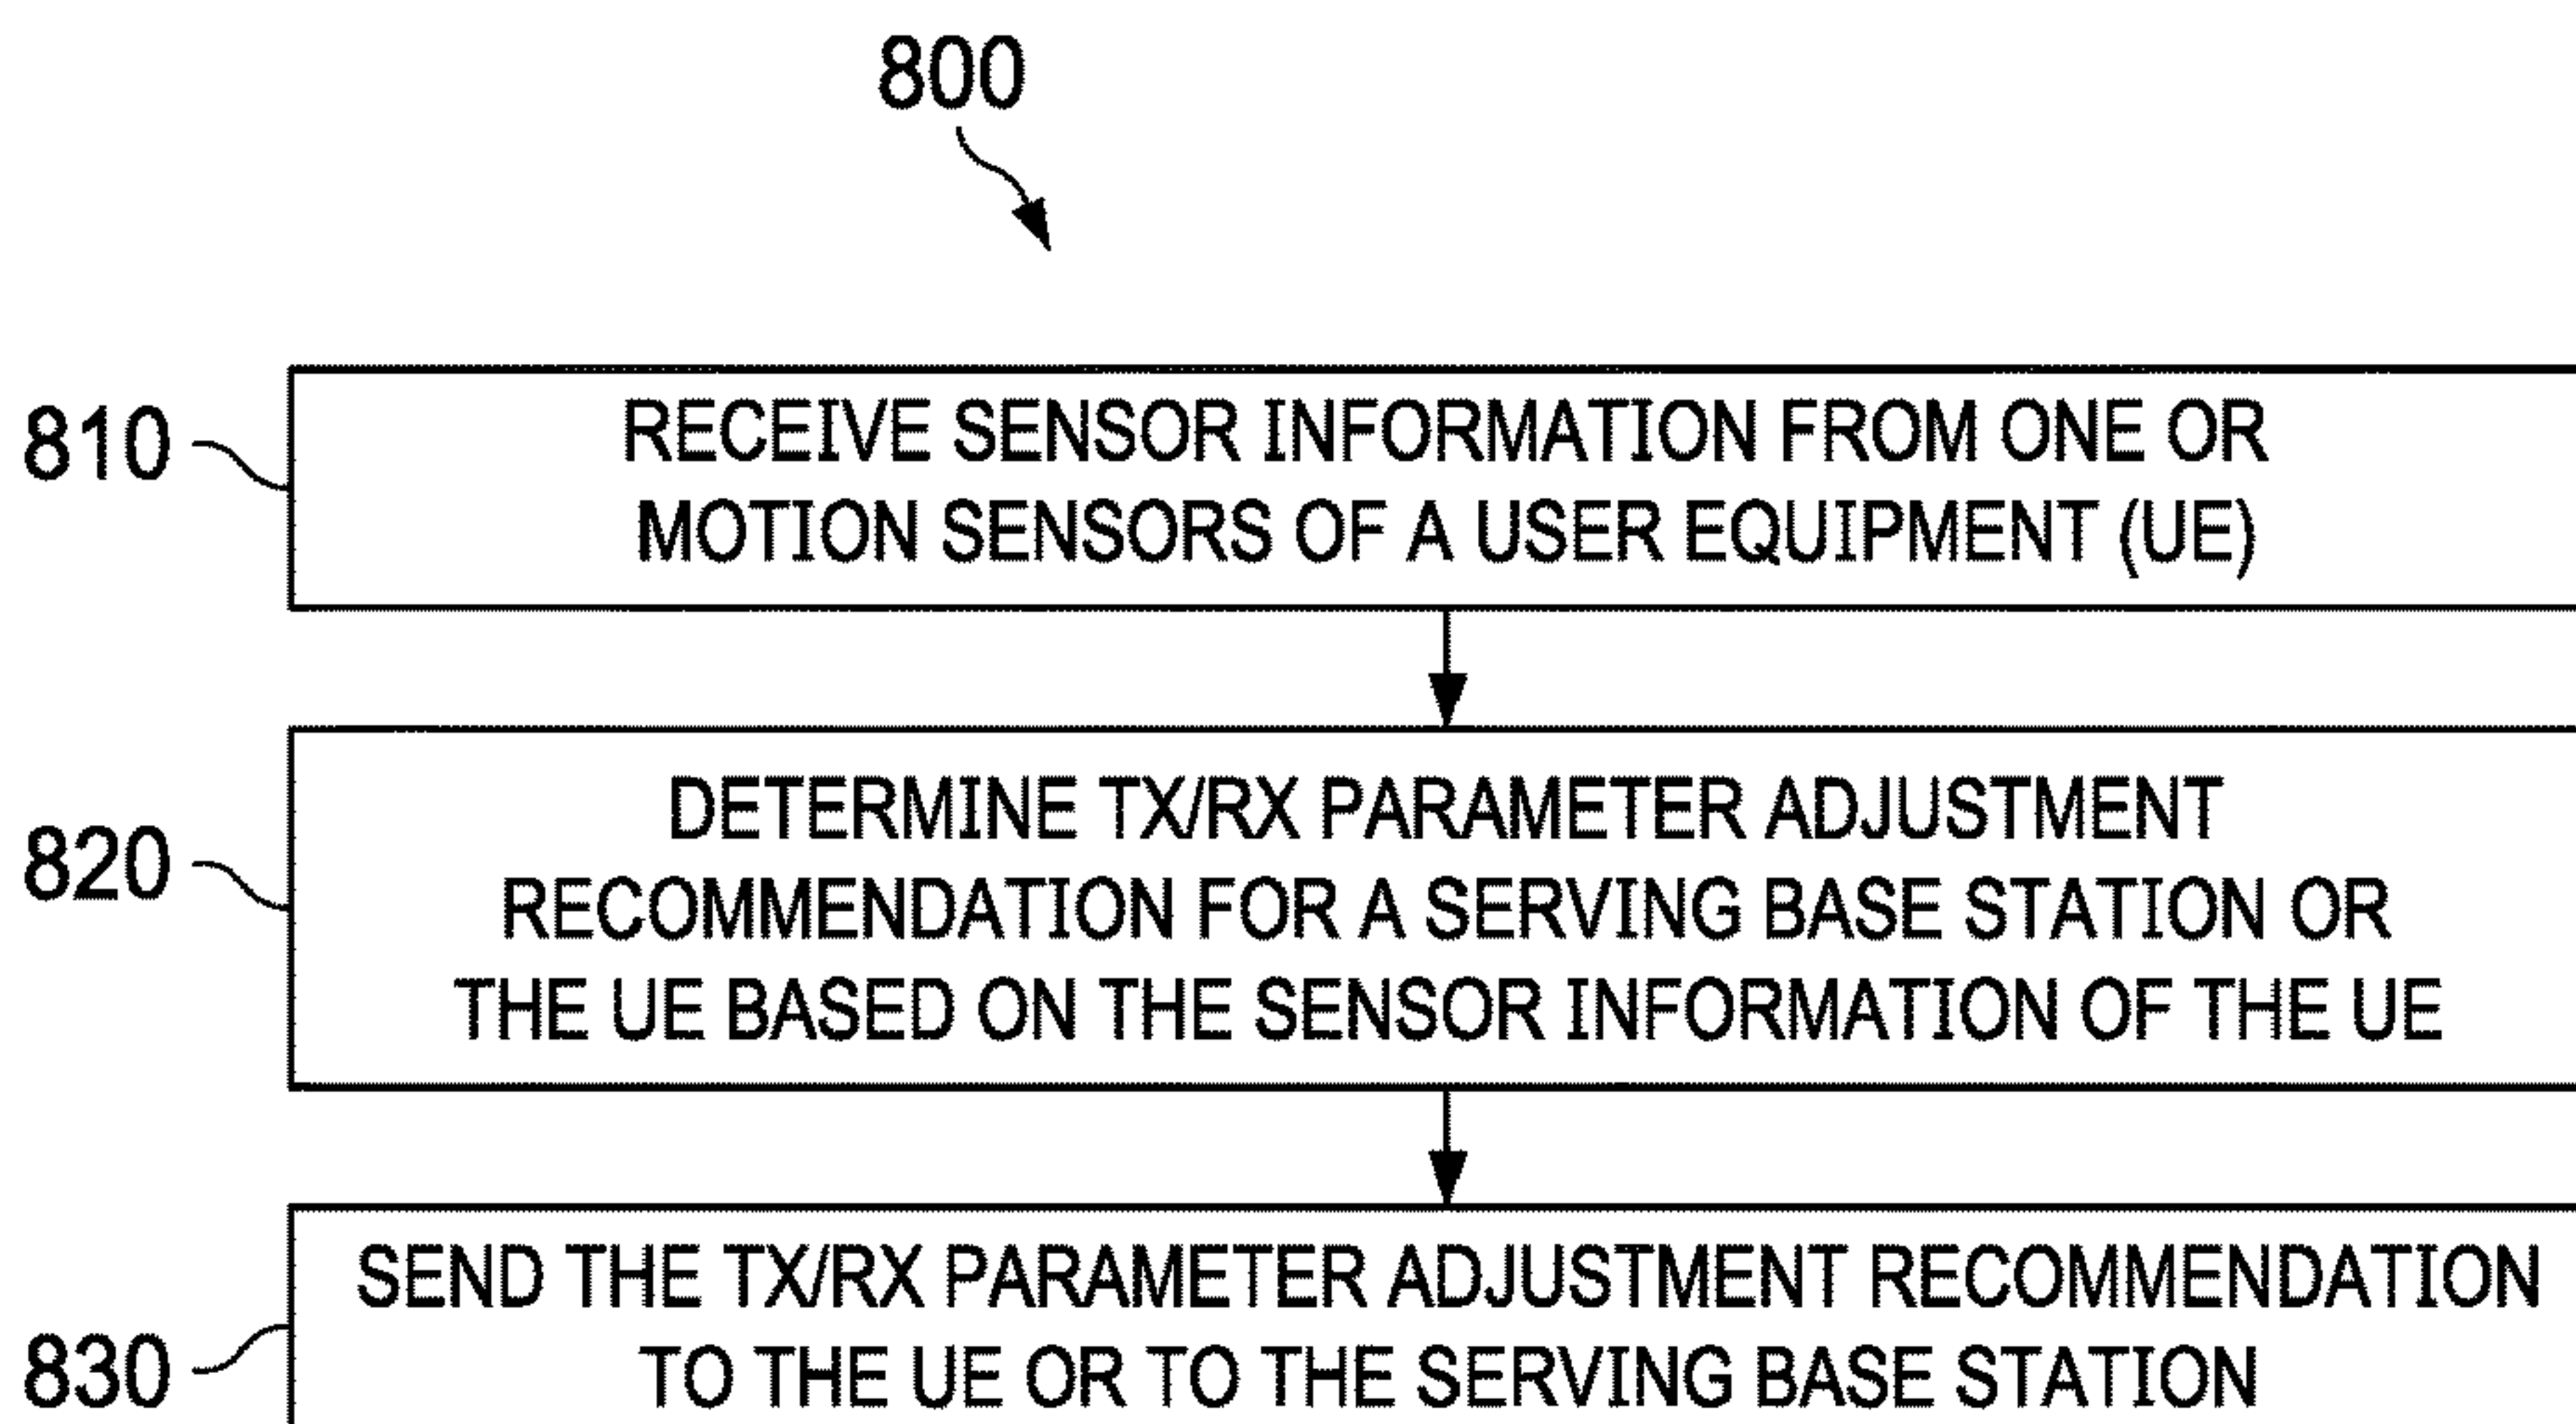 800
810
RECEIVE SENSOR INFORMATION FROM ONE OR
MOTION SENSORS OF A USER EQUIPMENT (UE)
820
DETERMINE TX/RX PARAMETER ADJUSTMENT
RECOMMENDATION FOR A SERVING BASE STATION OR
THE UE BASED ON THE SENSOR INFORMATION OF THE UE
830
SEND THE TX/RX PARAMETER ADJUSTMENT RECOMMENDATION
TO THE UE OR TO THE SERVING BASE STATION